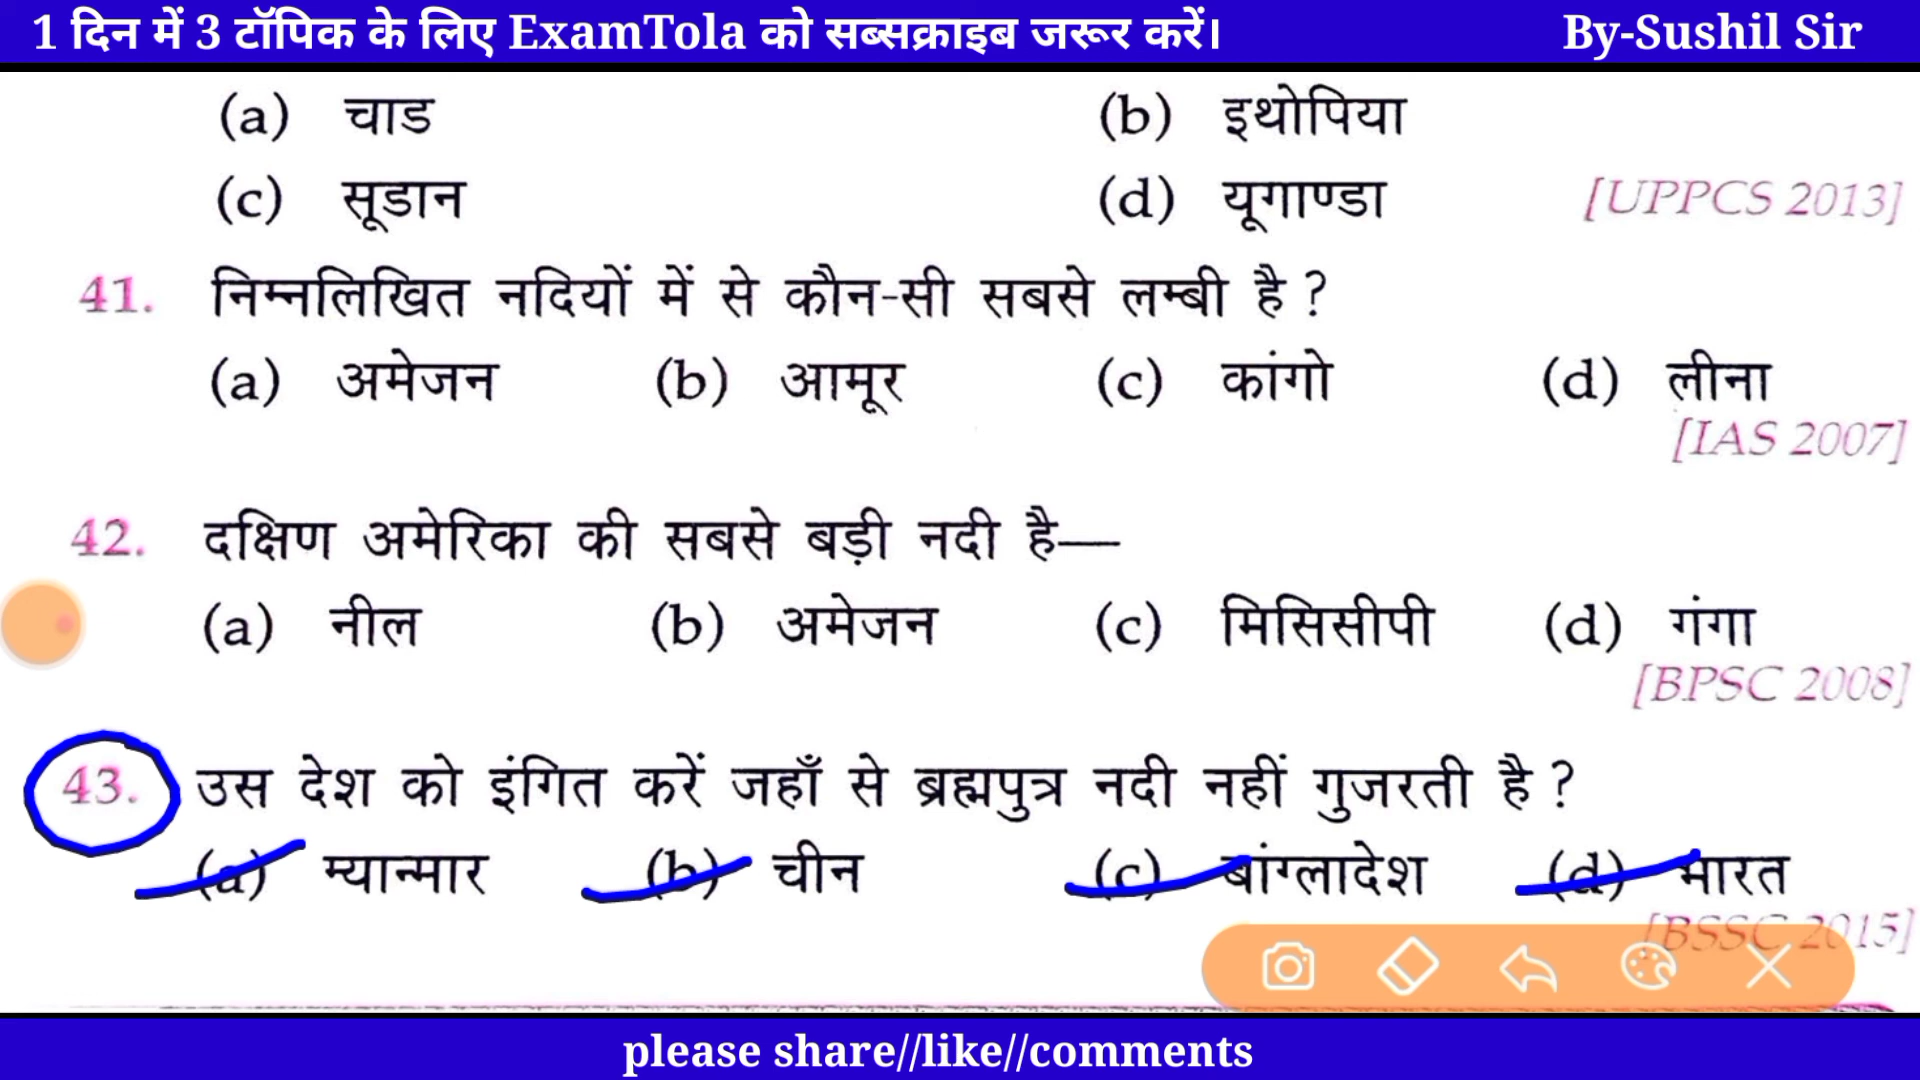 1 दिन में 3 टॉपिक के लिए ExamTola को सब्सक्राइब जरूर करें। By-Sushil Sir
(a) चाड (b) इथोपिया
(c) सूडान (d) यूगाण्डा [UPPCS 2013]
41. निम्नलिखित नदियों में से कौन-सी सबसे लम्बी है ?
(a) अमेजन (b) आमूर (c) कांगो (d) लीना
[IAS 2007]
42. दक्षिण अमेरिका की सबसे बड़ी नदी है—
(a) नील (b) अमेजन (c) मिसिसीपी (d) गंगा
[BPSC 2008]
43. उस देश को इंगित करें जहाँ से ब्रह्मपुत्र नदी नहीं गुजरती है ?
(a) म्यान्मार (b) चीन (c) बांग्लादेश (d) भारत
[BSSC 2015]
please share//like//comments